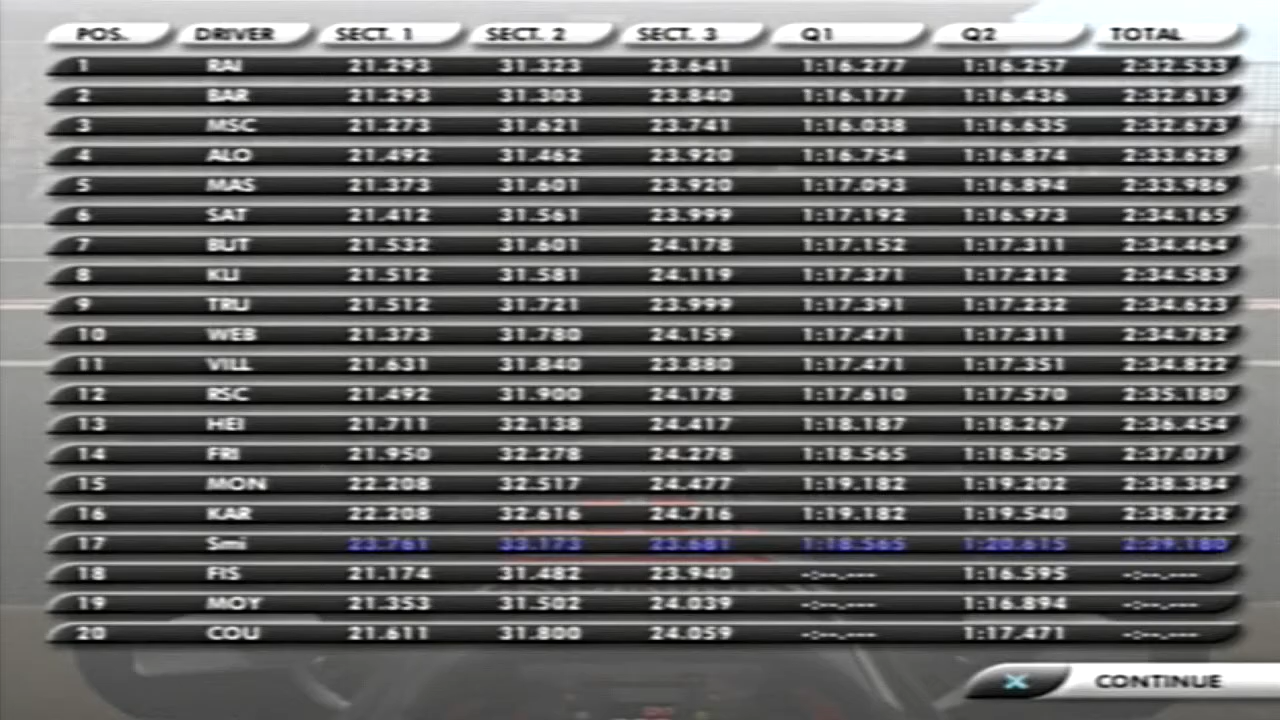 POS. DRIVER SECT. 1 SECT. 2 SECT. 3 Q1 Q2 TOTAL
1 RAI 21.293 31.323 23.641 1:16.277 1:16.257 2:32.533
2 BAR 21.293 31.303 23.840 1:16.177 1:16.436 2:32.613
3 MSC 21.273 31.621 23.741 1:16.038 1:16.635 2:32.673
4 ALO 21.492 31.462 23.920 1:16.754 1:16.874 2:33.628
5 MAS 21.373 31.601 23.920 1:17.093 1:16.894 2:33.986
6 SAT 21.412 31.561 23.999 1:17.192 1:16.973 2:34.165
7 BUT 21.532 31.601 24.178 1:17.152 1:17.311 2:34.464
8 KLI 21.512 31.581 24.119 1:17.371 1:17.212 2:34.583
9 TRU 21.512 31.721 23.999 1:17.391 1:17.232 2:34.623
10 WEB 21.373 31.780 24.159 1:17.471 1:17.311 2:34.782
11 VILL 21.631 31.840 23.880 1:17.471 1:17.351 2:34.822
12 RSC 21.492 31.900 24.178 1:17.610 1:17.570 2:35.180
13 HEI 21.711 32.138 24.417 1:18.187 1:18.267 2:36.454
14 FRI 21.950 32.278 24.278 1:18.565 1:18.505 2:37.071
15 MON 22.208 32.517 24.477 1:19.182 1:19.202 2:38.384
16 KAR 22.208 32.616 24.716 1:19.182 1:19.540 2:38.722
17 Smi 23.761 33.173 23.681 1:18.565 1:20.615 2:39.180
18 FIS 21.174 31.482 23.940 -:--.--- 1:16.595 -:--.---
19 MOY 21.353 31.502 24.039 -:--.--- 1:16.894 -:--.---
20 COU 21.611 31.800 24.059 -:--.--- 1:17.471 -:--.---
CONTINUE